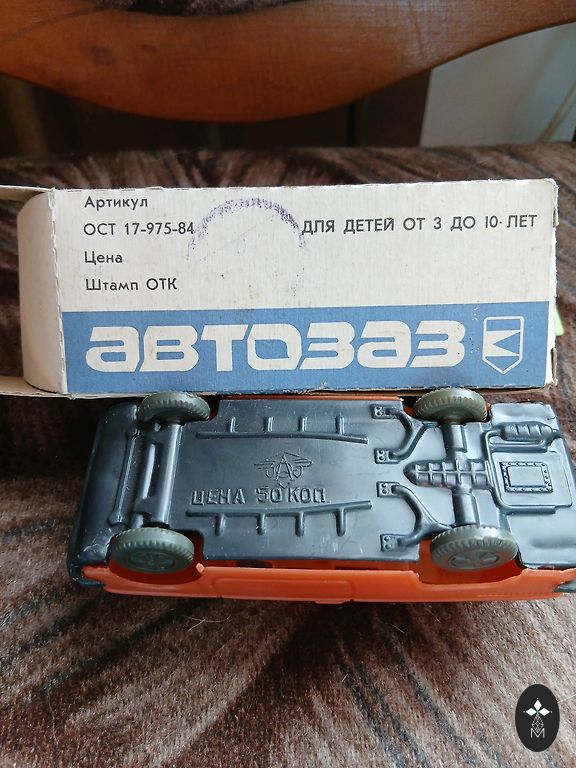 Артикул
ОСТ 17-975-84
ДЛЯ ДЕТЕЙ ОТ 3 ДО 10· ЛЕТ
Цена
Штамп ОТК
автозаз
ЦЕНА 50 КОП.
M